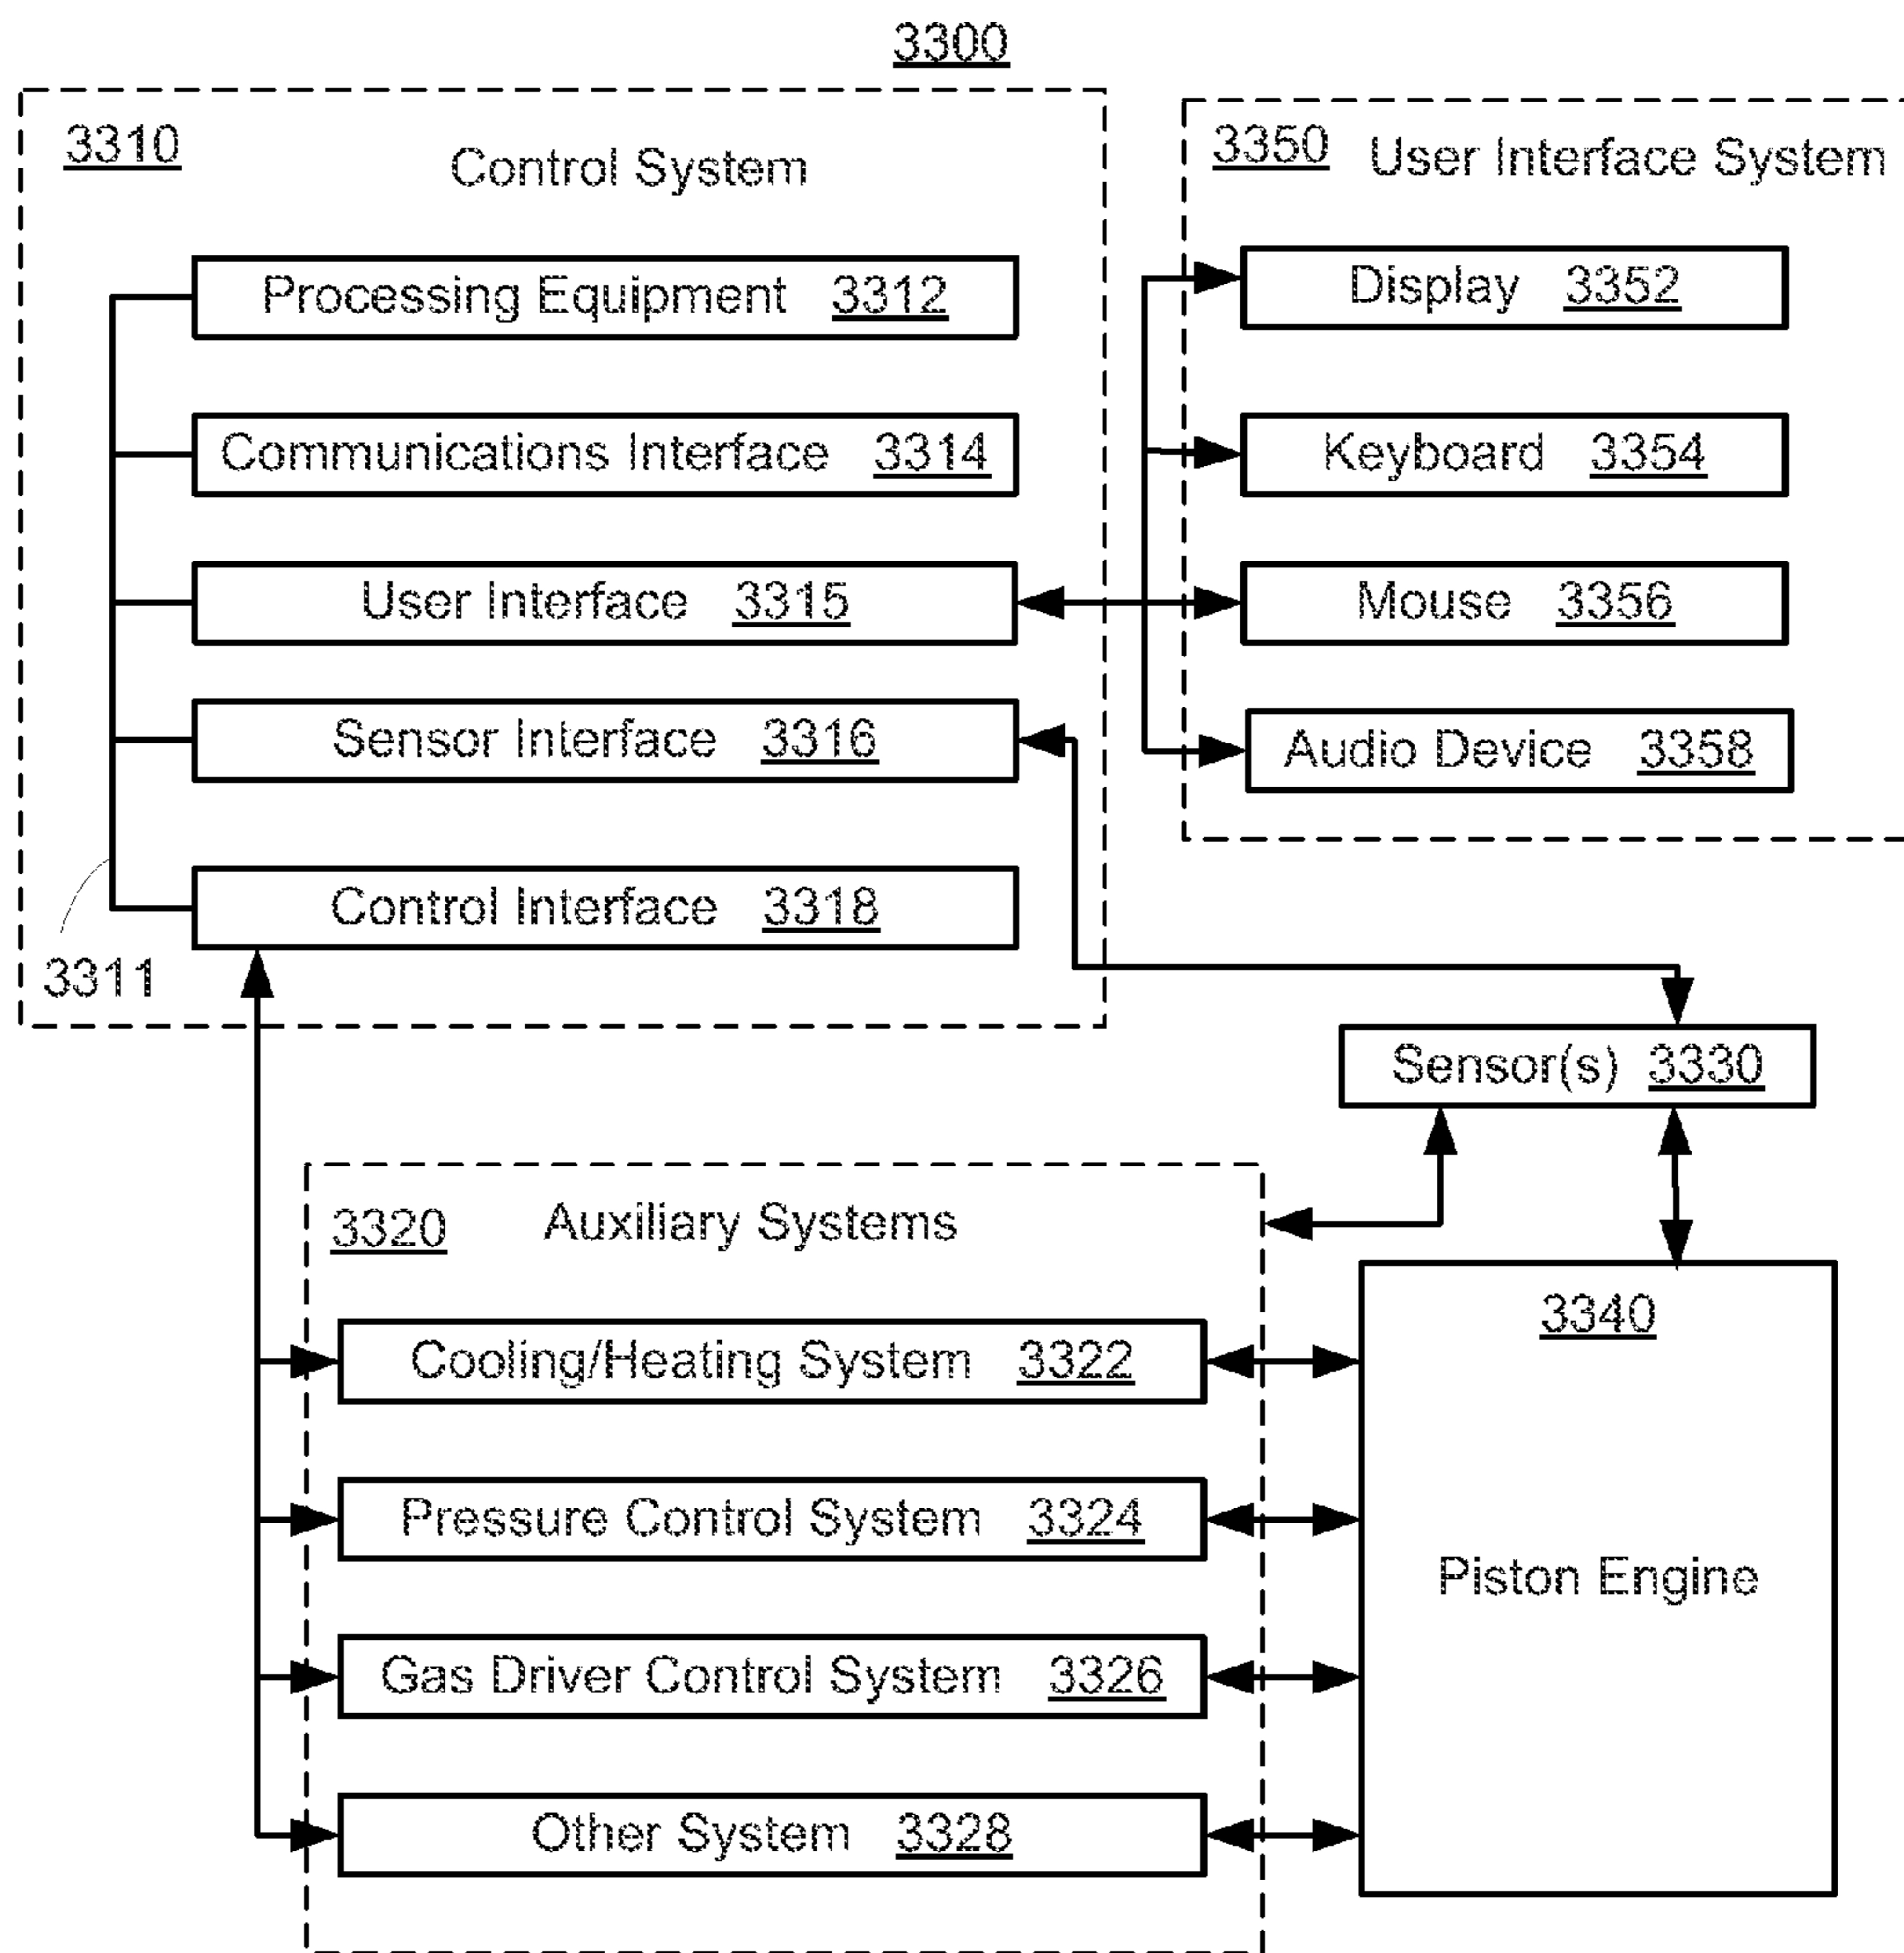 3300
3310
Control System
Processing Equipment 3312
Communications Interface 3314
User Interface 3315
Sensor Interface 3316
Control Interface 3318
3311
3350 User Interface System
Display 3352
Keyboard 3354
Mouse 3356
Audio Device 3358
Sensor(s) 3330
3320 Auxiliary Systems
Cooling/Heating System 3322
Pressure Control System 3324
Gas Driver Control System 3326
Other System 3328
3340
Piston Engine